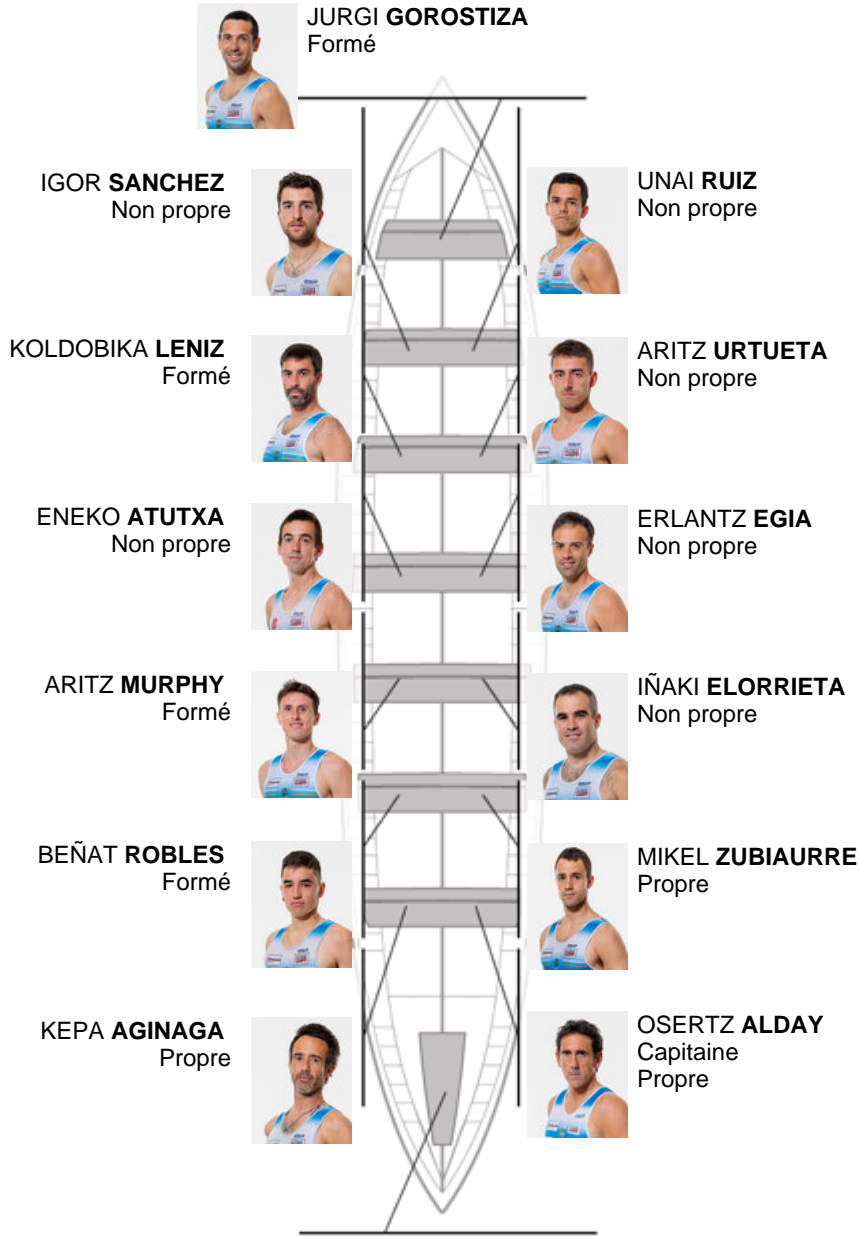 JURGI GOROSTIZA
Formé
IGOR SANCHEZ
Non propre
UNAI RUIZ
Non propre
KOLDOBIKA LENIZ
Formé
ARITZ URTUETA
Non propre
ENEKO ATUTXA
Non propre
ERLANTZ EGIA
Non propre
ARITZ MURPHY
Formé
IÑAKI ELORRIETA
Non propre
BEÑAT ROBLES
Formé
MIKEL ZUBIAURRE
Propre
KEPA AGINAGA
Propre
OSERTZ ALDAY
Capitaine
Propre